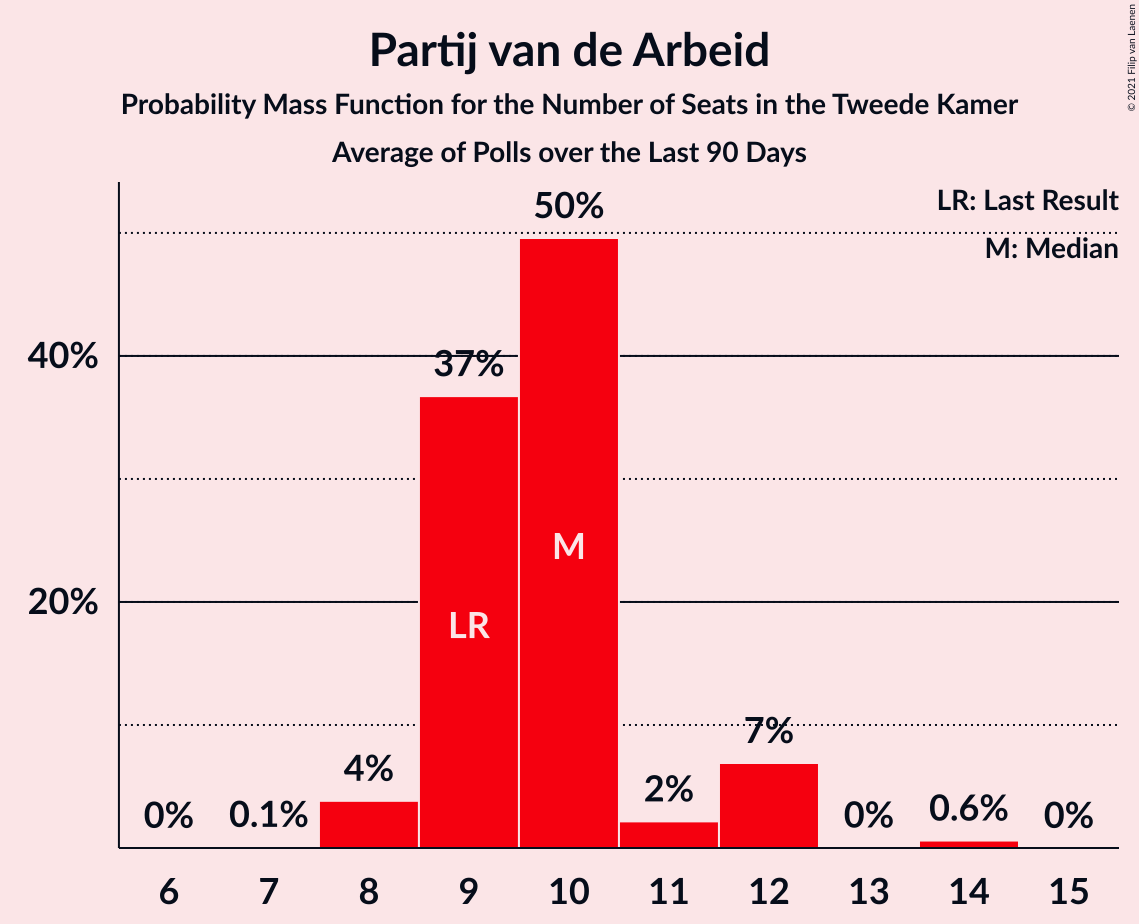 Partij van de Arbeid
Probability Mass Function for the Number of Seats in the Tweede Kamer
Average of Polls over the Last 90 Days
© 2021 Filip van Laenen
LR: Last Result
M: Median
50%
40%
37%
20%
M
LR
7%
4%
2%
0%
0.1%
0%
0.6%
0%
6 7 8 9 10 11 12 13 14 15